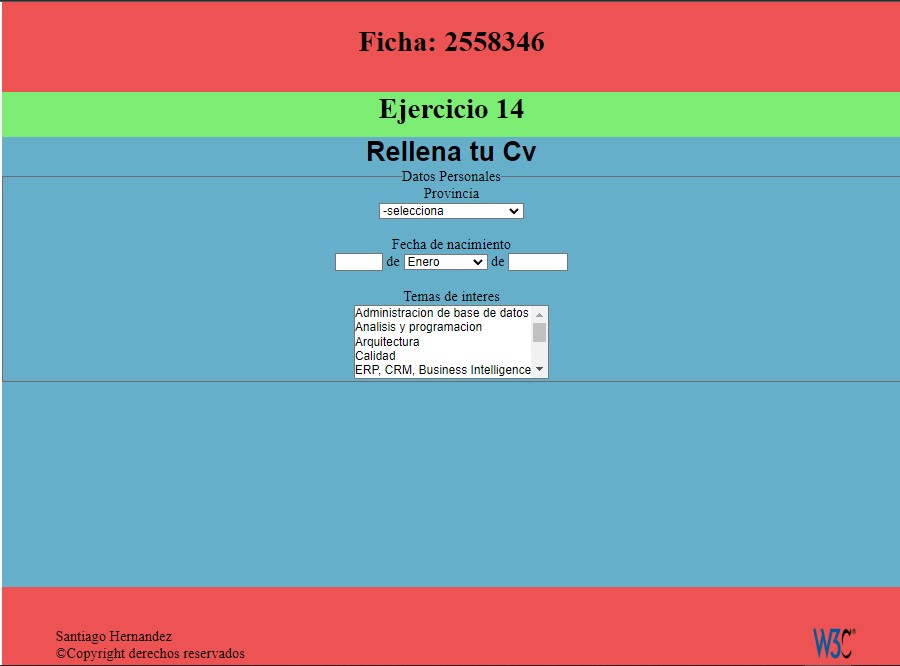 Ficha: 2558346
Ejercicio 14
Rellena tu Cv
Datos Personales
Provincia
-selecciona
Fecha de nacimiento
de Enero de
Temas de interes
Administracion de base de datos
Analisis y programacion
Arquitectura
Calidad
ERP, CRM, Business Intelligence
Santiago Hernandez
©Copyright derechos reservados
W3C®